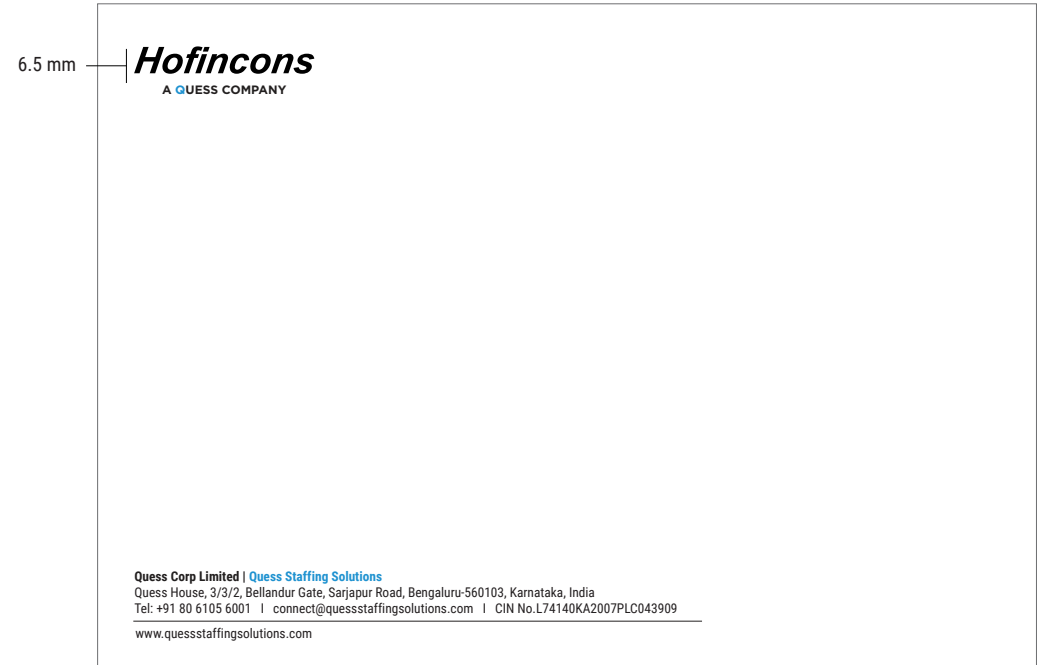 6.5 mm
Hofincons
A QUESS COMPANY
Quess Corp Limited | Quess Staffing Solutions
Quess House, 3/3/2, Bellandur Gate, Sarjapur Road, Bengaluru-560103, Karnataka, India
Tel: +91 80 6105 6001 I connect@quessstaffingsolutions.com I CIN No.L74140KA2007PLC043909
www.quessstaffingsolutions.com